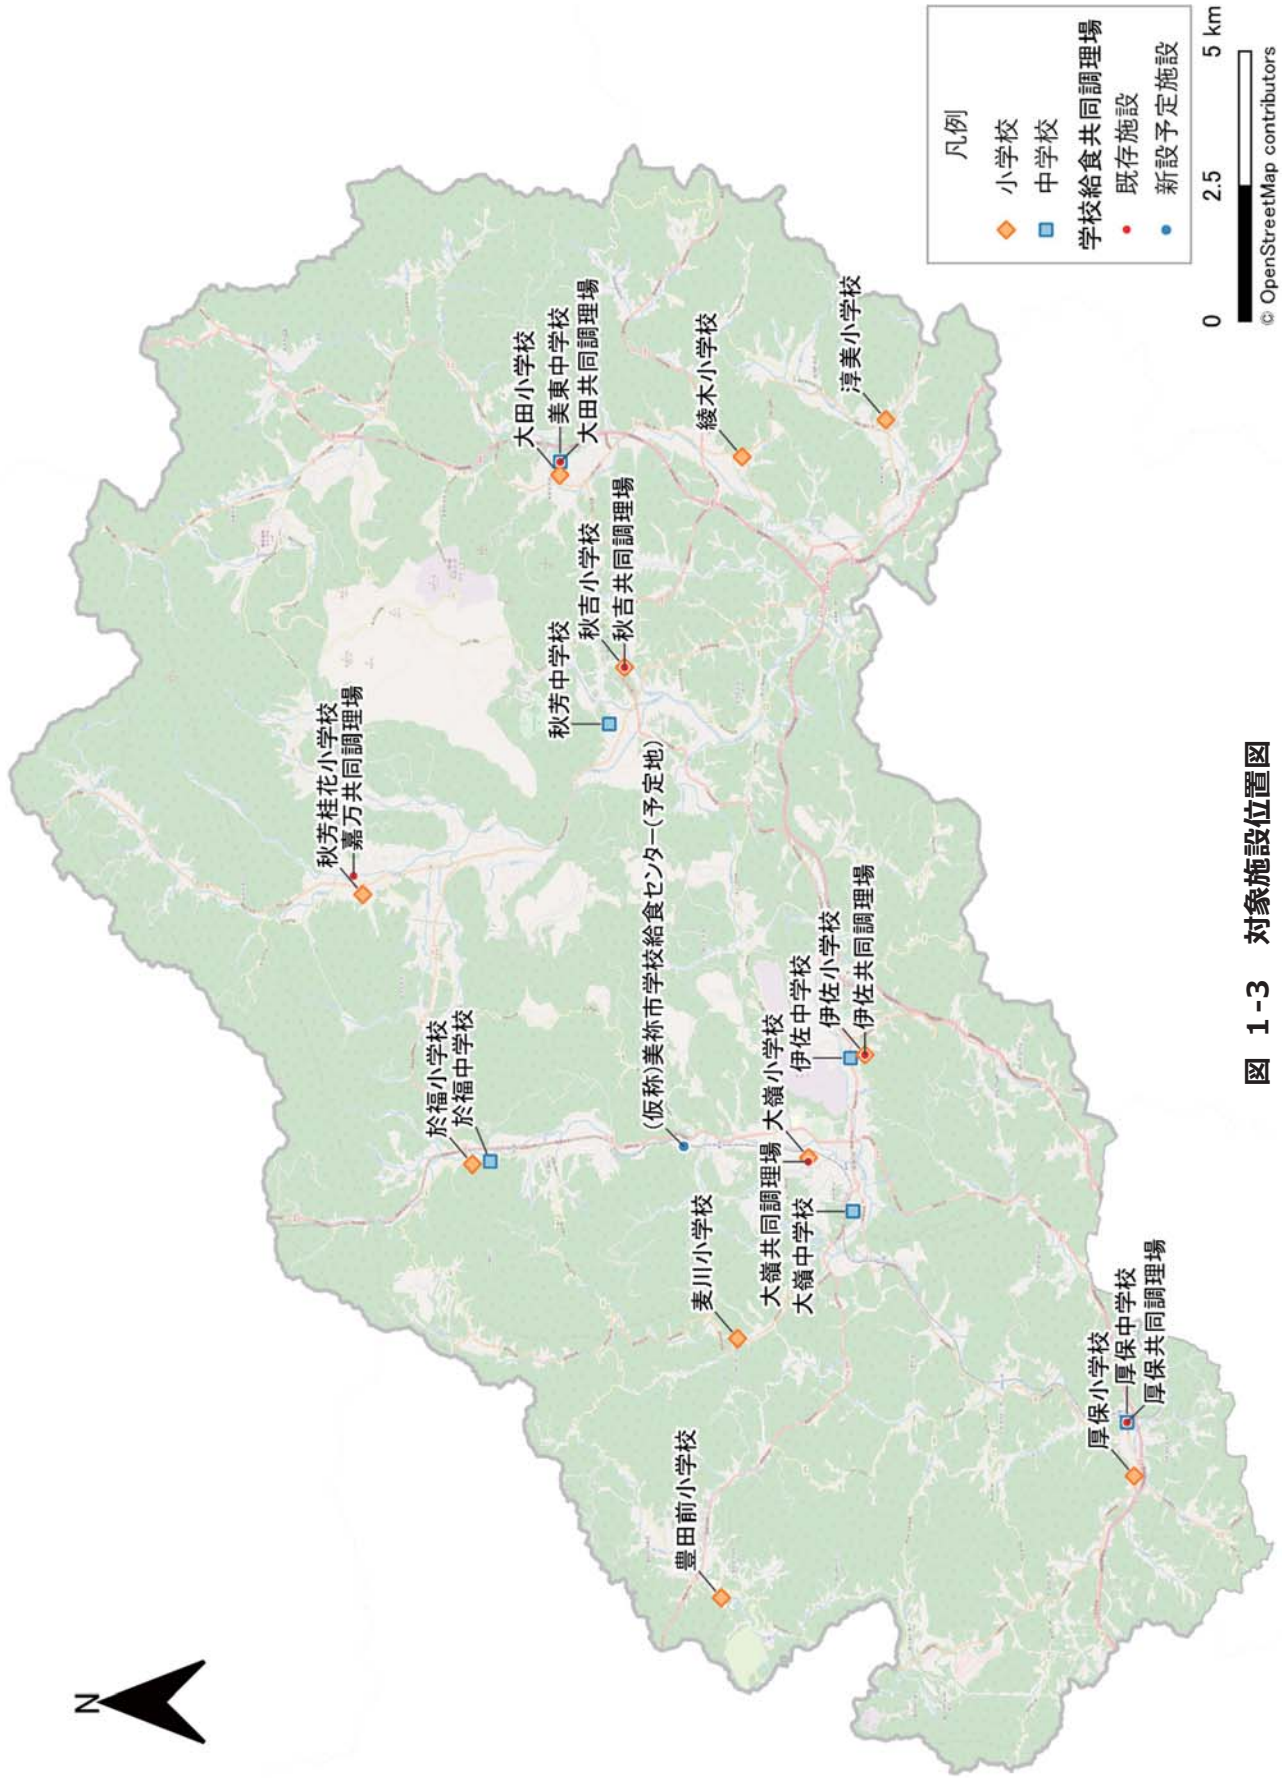 N
秋芳桂花小学校
嘉万共同調理場
於福小学校
於福中学校
大田小学校
美東中学校
大田共同調理場
秋芳中学校
秋吉小学校
秋吉共同調理場
(仮称)美祢市学校給食センター(予定地)
綾木小学校
淳美小学校
豊田前小学校
麦川小学校
大嶺共同調理場
大嶺小学校
大嶺中学校
伊佐中学校
伊佐小学校
伊佐共同調理場
厚保小学校
厚保中学校
厚保共同調理場
凡例
小学校
中学校
学校給食共同調理場
既存施設
新設予定施設
0 2.5 5 km
© OpenStreetMap contributors
図 1-3 対象施設位置図